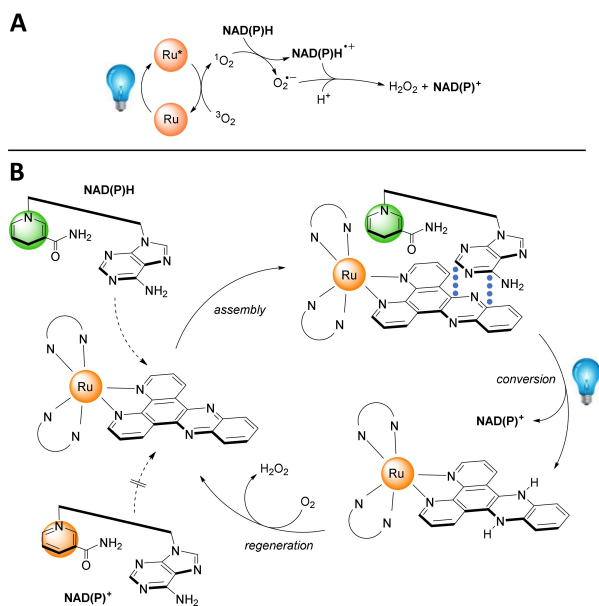 A
NAD(P)H
Ru*
¹O₂
NAD(P)H•⁺
O₂•⁻
H₂O₂ + NAD(P)⁺
H⁺
Ru
³O₂
B
NAD(P)H
N
NH₂
O
N
N
N
N
NH₂
N
N
Ru
N
N
N
N
N
N
NH₂
O
N
N
N
N
NH₂
N
N
assembly
N
N
Ru
N
N
N
N
N
N
conversion
NAD(P)⁺
N
N
Ru
N
N
N
N
N
H
N
H
H₂O₂
O₂
regeneration
N
NH₂
O
N
N
N
N
NH₂
NAD(P)⁺